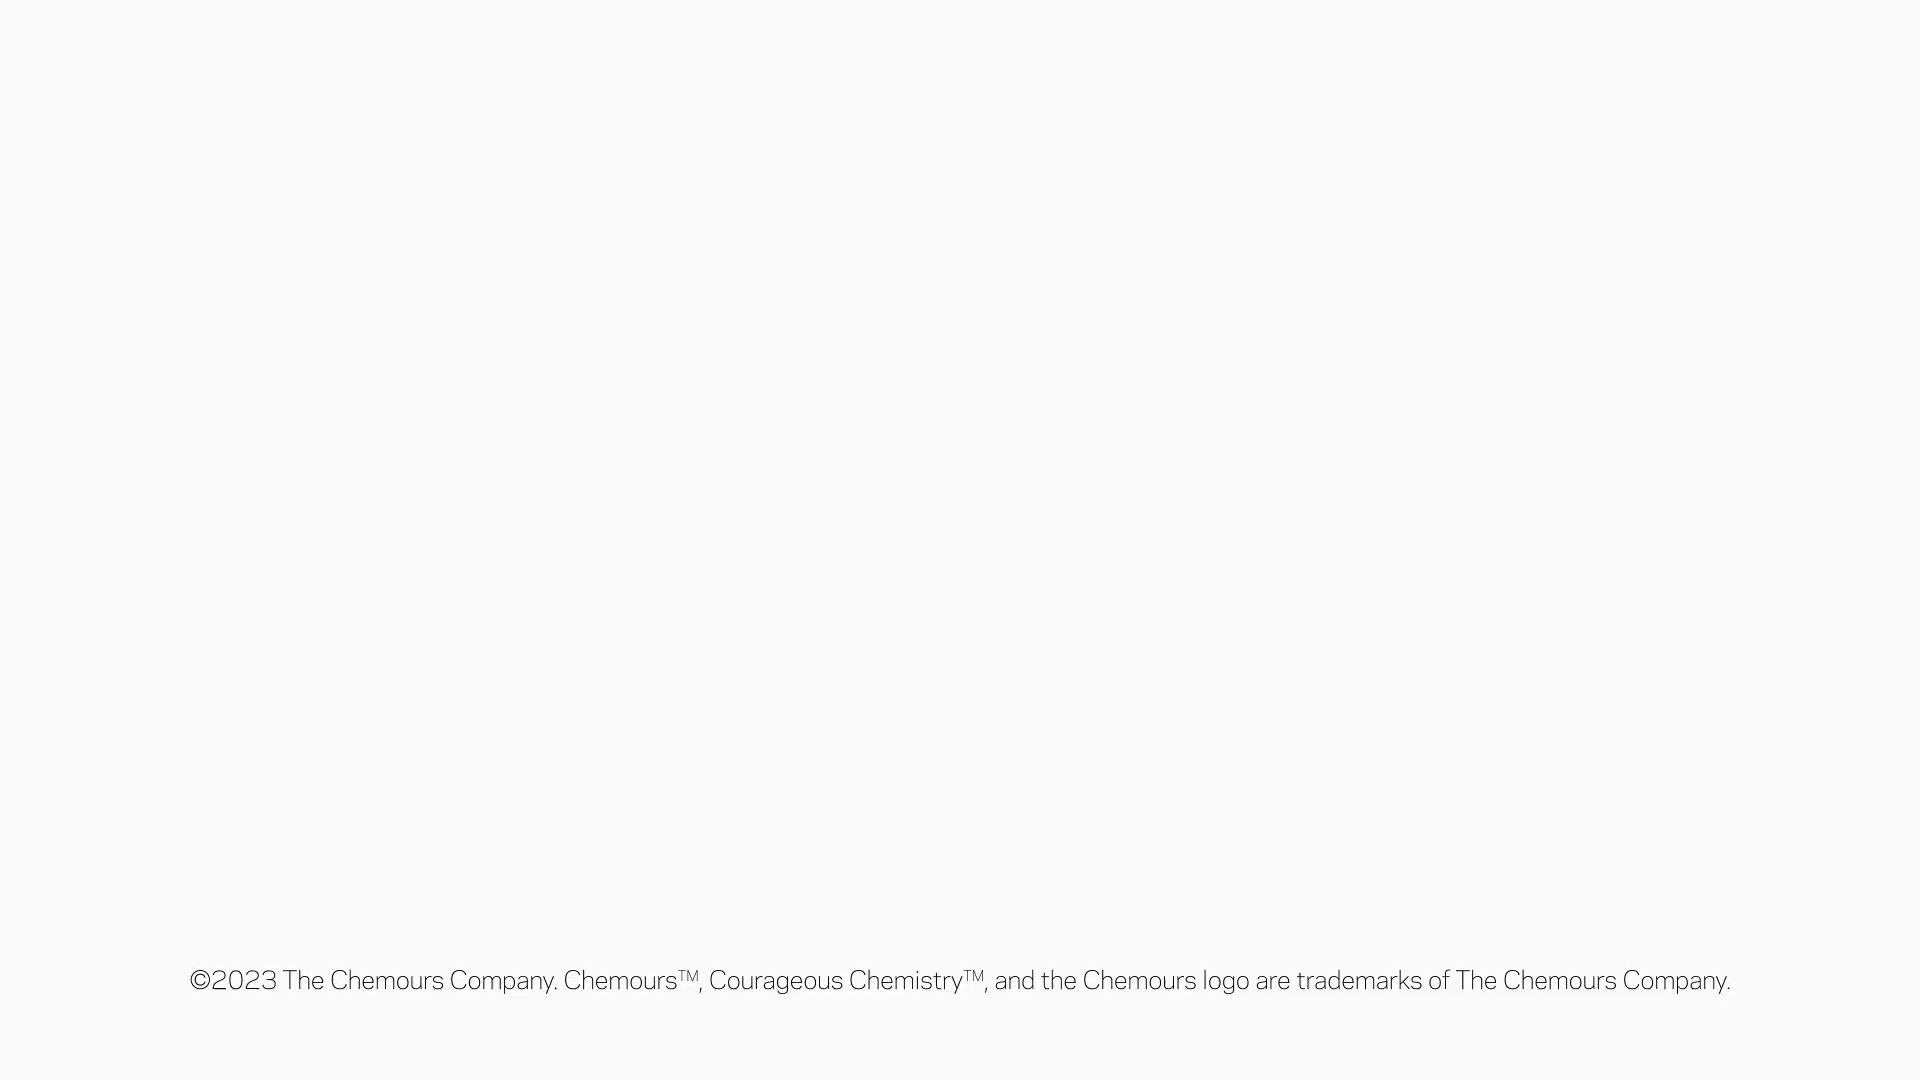 ©2023 The Chemours Company. Chemours™, Courageous Chemistry™, and the Chemours logo are trademarks of The Chemours Company.